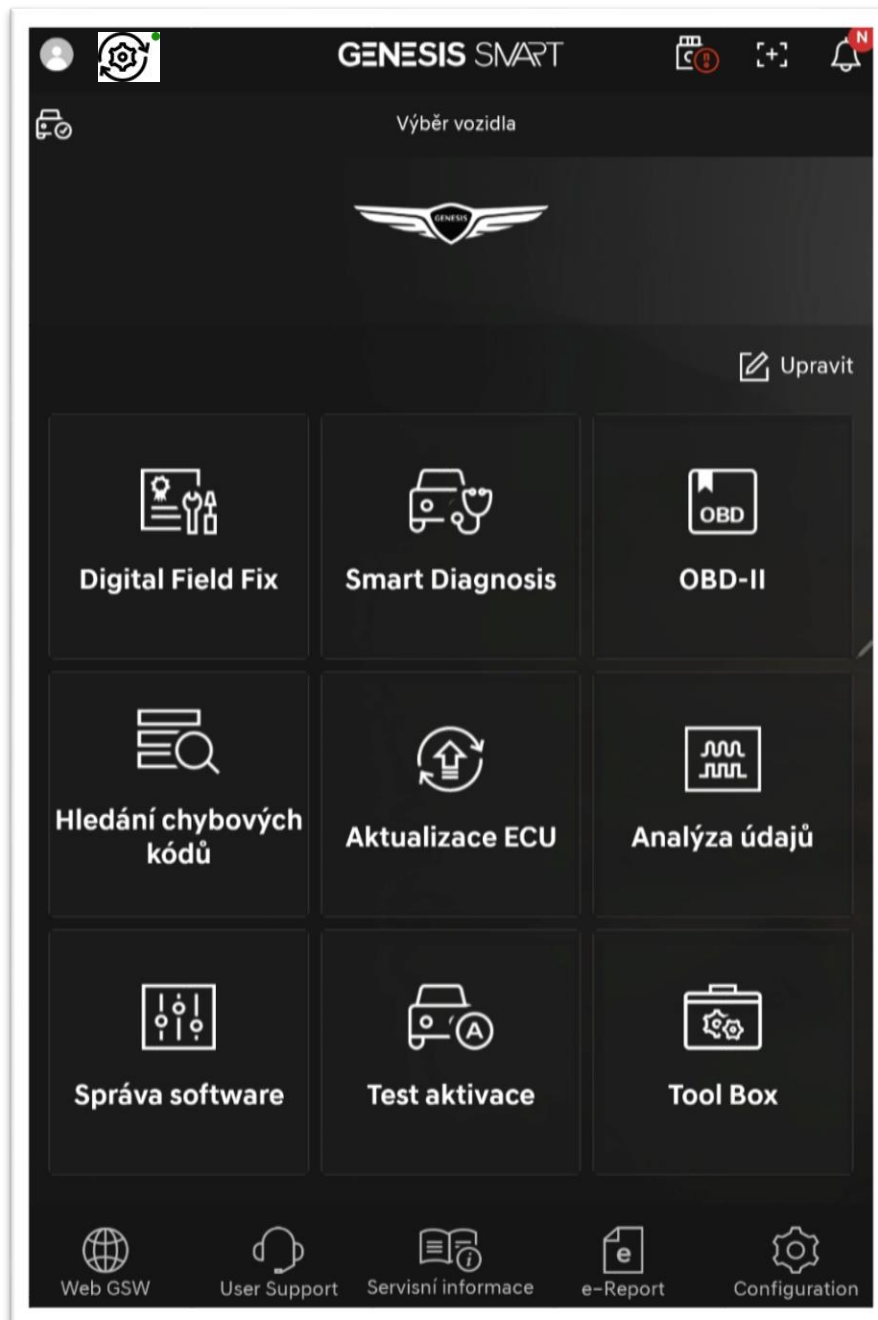 GENESIS SMART
N
Výběr vozidla
GENESIS
Upravit
Digital Field Fix
Smart Diagnosis
OBD
OBD-II
Hledání chybových
kódů
Aktualizace ECU
Analýza údajů
Správa software
A
Test aktivace
Tool Box
Web GSW
User Support
i
Servisní informace
e
e-Report
Configuration